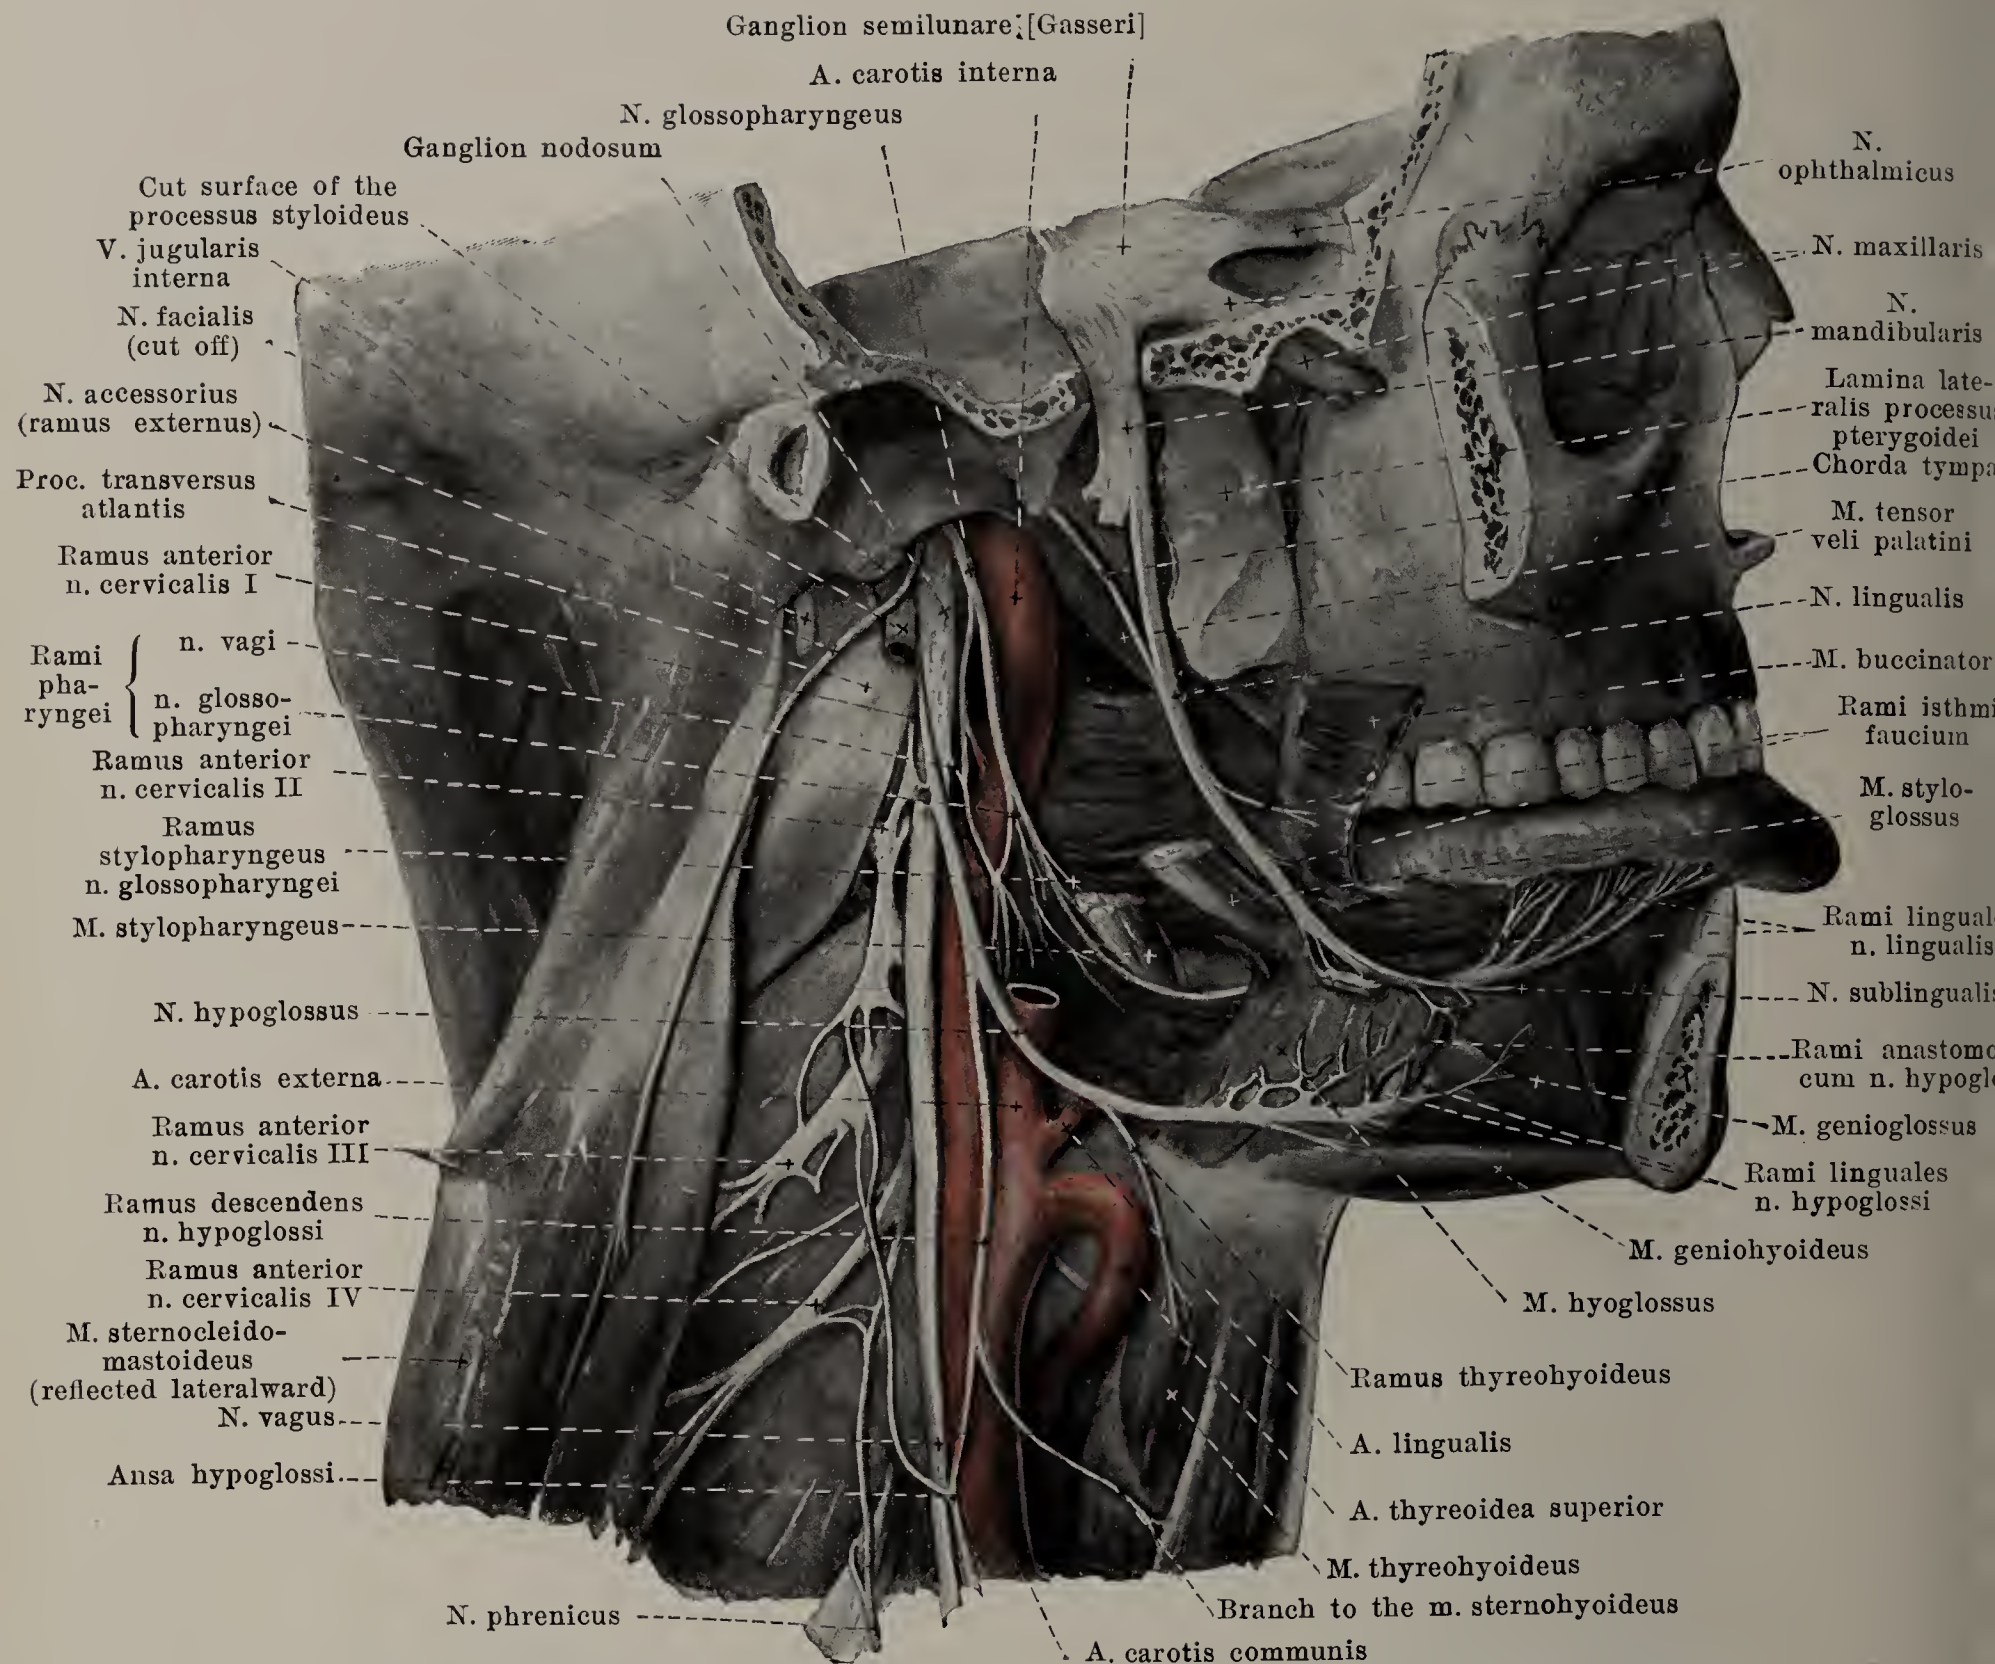 Ganglion semilunare [Gasseri]
A. carotis interna
N. glossopharyngeus
Ganglion nodosum
Cut surface of the
processus styloideus
V. jugularis
interna
N. facialis
(cut off)
N. accessorius
(ramus externus)
Proc. transversus
atlantis
Ramus anterior
n. cervicalis I
Rami
pha-
ryngei
n. vagi
n. glosso-
pharyngei
Ramus anterior
n. cervicalis II
Ramus
stylopharyngeus
n. glossopharyngei
M. stylopharyngeus
N. hypoglossus
A. carotis externa
Ramus anterior
n. cervicalis III
Ramus descendens
n. hypoglossi
Ramus anterior
n. cervicalis IV
M. sternocleido-
mastoideus
(reflected lateralward)
N. vagus
Ansa hypoglossi
N. phrenicus
N.
ophthalmicus
N. maxillaris
N.
mandibularis
Lamina late-
ralis processus
pterygoidei
Chorda tympa
M. tensor
veli palatini
N. lingualis
M. buccinator
Rami isthmi
faucium
M. stylo-
glossus
Rami lingual
n. lingualis
N. sublingualis
Rami anastomo
cum n. hypogl
M. genioglossus
Rami linguales
n. hypoglossi
M. geniohyoideus
M. hyoglossus
Ramus thyreohyoideus
A. lingualis
A. thyreoidea superior
M. thyreohyoideus
Branch to the m. sternohyoideus
A. carotis communis